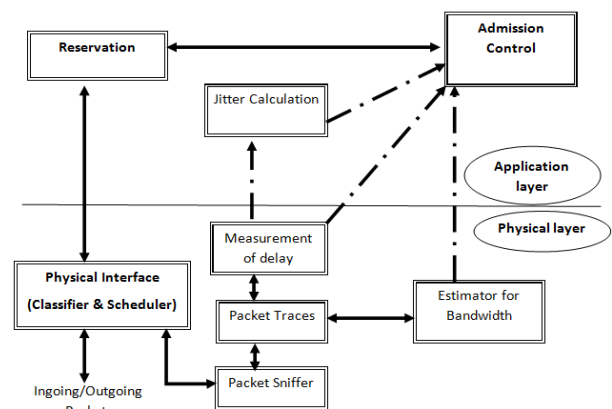 Reservation
Admission
Control
Jitter Calculation
Application
layer
Physical layer
Measurement
of delay
Physical Interface
(Classifier & Scheduler)
Packet Traces
Estimator for
Bandwidth
Packet Sniffer
Ingoing/Outgoing